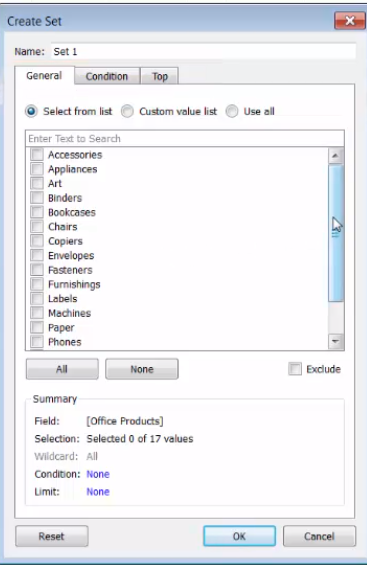 Create Set
Name: Set 1
General Condition Top
Select from list Custom value list Use all
Enter Text to Search
Accessories
Appliances
Art
Binders
Bookcases
Chairs
Copiers
Envelopes
Fasteners
Furnishings
Labels
Machines
Paper
Phones
All None Exclude
Summary
Field: [Office Products]
Selection: Selected 0 of 17 values
Wildcard: All
Condition: None
Limit: None
Reset OK Cancel